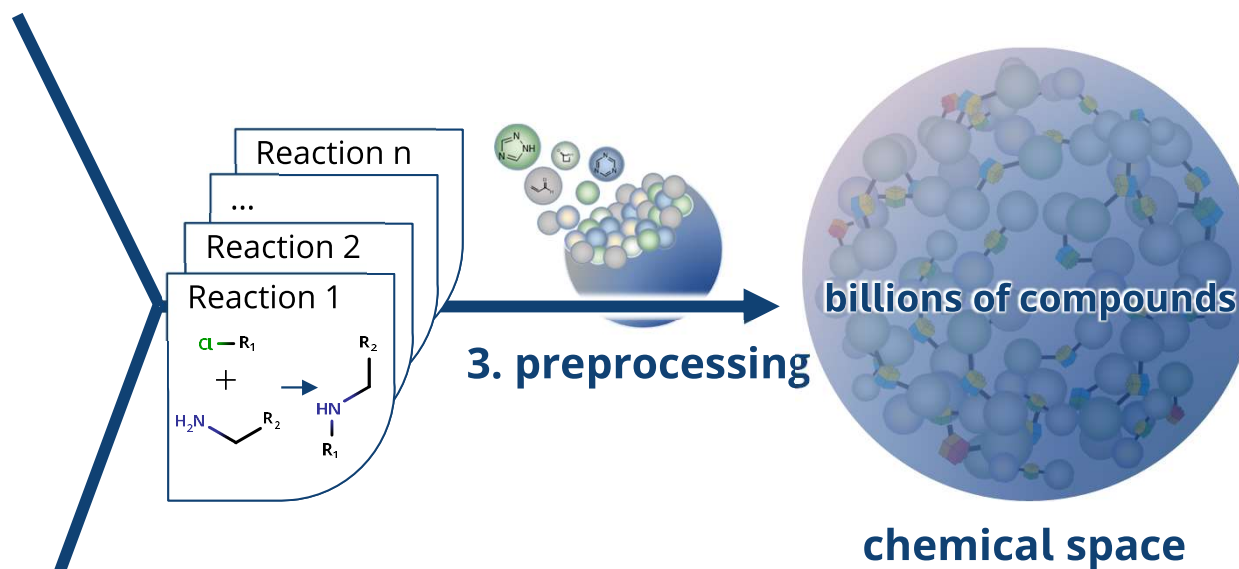 Reaction n
...
Reaction 2
Reaction 1
Cl R₁
+
H₂N R₂
R₂
HN
R₁
N
NH
N
N
N
N
3. preprocessing
billions of compounds
chemical space